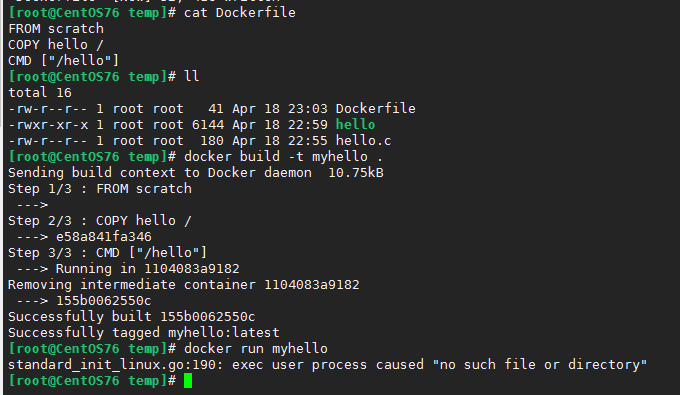 [root@CentOS76 temp]# cat Dockerfile
FROM scratch
COPY hello /
CMD ["/hello"]
[root@CentOS76 temp]# ll
total 16
-rw-r--r-- 1 root root   41 Apr 18 23:03 Dockerfile
-rwxr-xr-x 1 root root 6144 Apr 18 22:59 hello
-rw-r--r-- 1 root root  180 Apr 18 22:55 hello.c
[root@CentOS76 temp]# docker build -t myhello .
Sending build context to Docker daemon  10.75kB
Step 1/3 : FROM scratch
 --->
Step 2/3 : COPY hello /
 ---> e58a841fa346
Step 3/3 : CMD ["/hello"]
 ---> Running in 1104083a9182
Removing intermediate container 1104083a9182
 ---> 155b0062550c
Successfully built 155b0062550c
Successfully tagged myhello:latest
[root@CentOS76 temp]# docker run myhello
standard_init_linux.go:190: exec user process caused "no such file or directory"
[root@CentOS76 temp]#